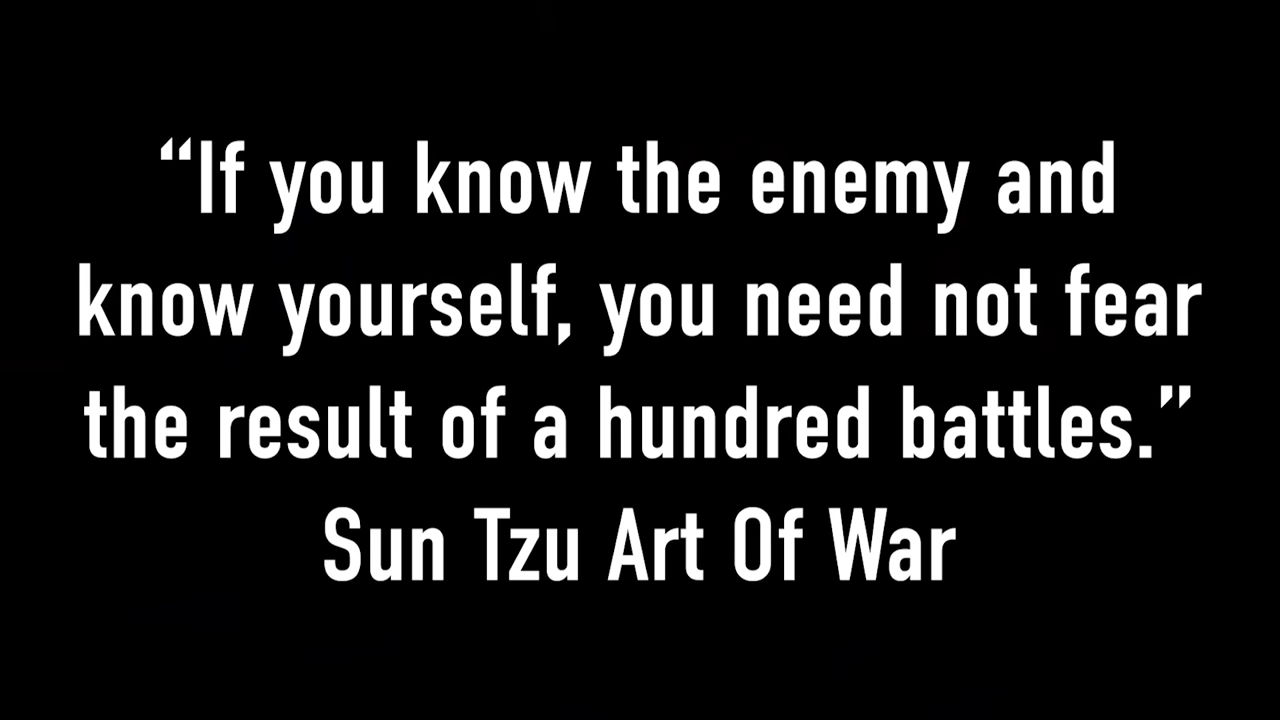 “If you know the enemy and
know yourself, you need not fear
the result of a hundred battles.”
Sun Tzu Art Of War